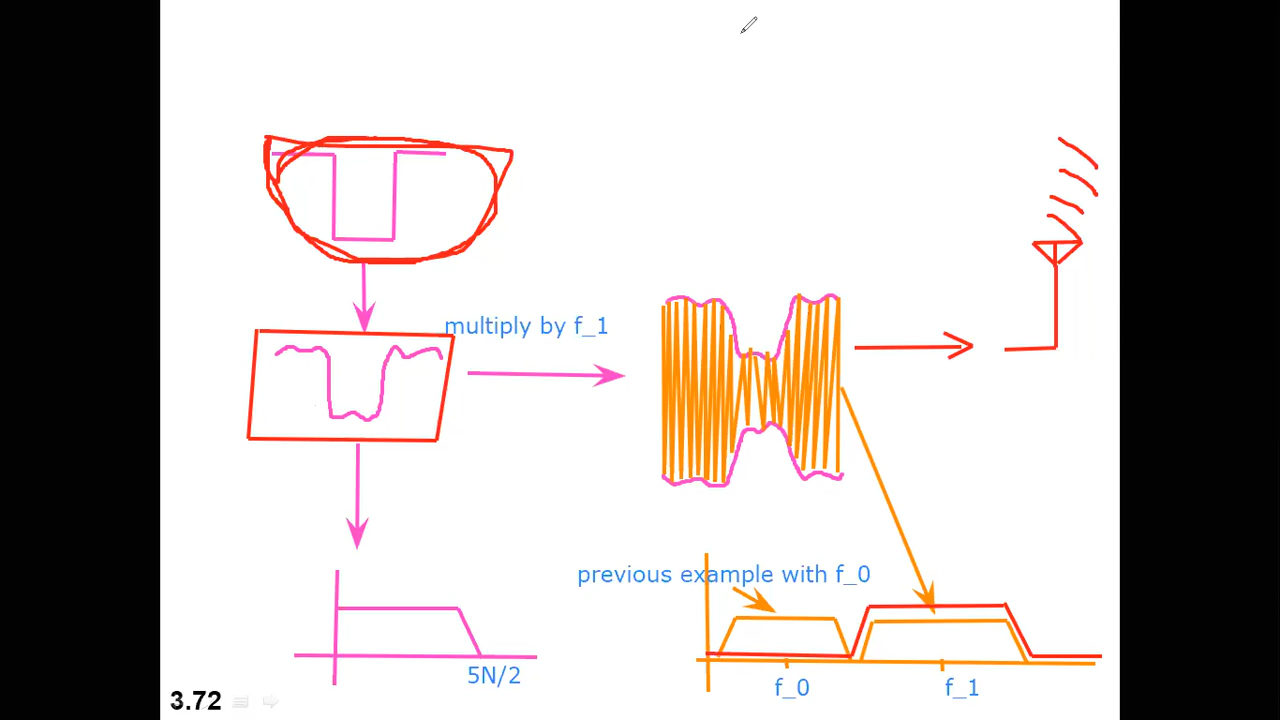 multiply by f_1
previous example with f_0
5N/2
f_0
f_1
3.72